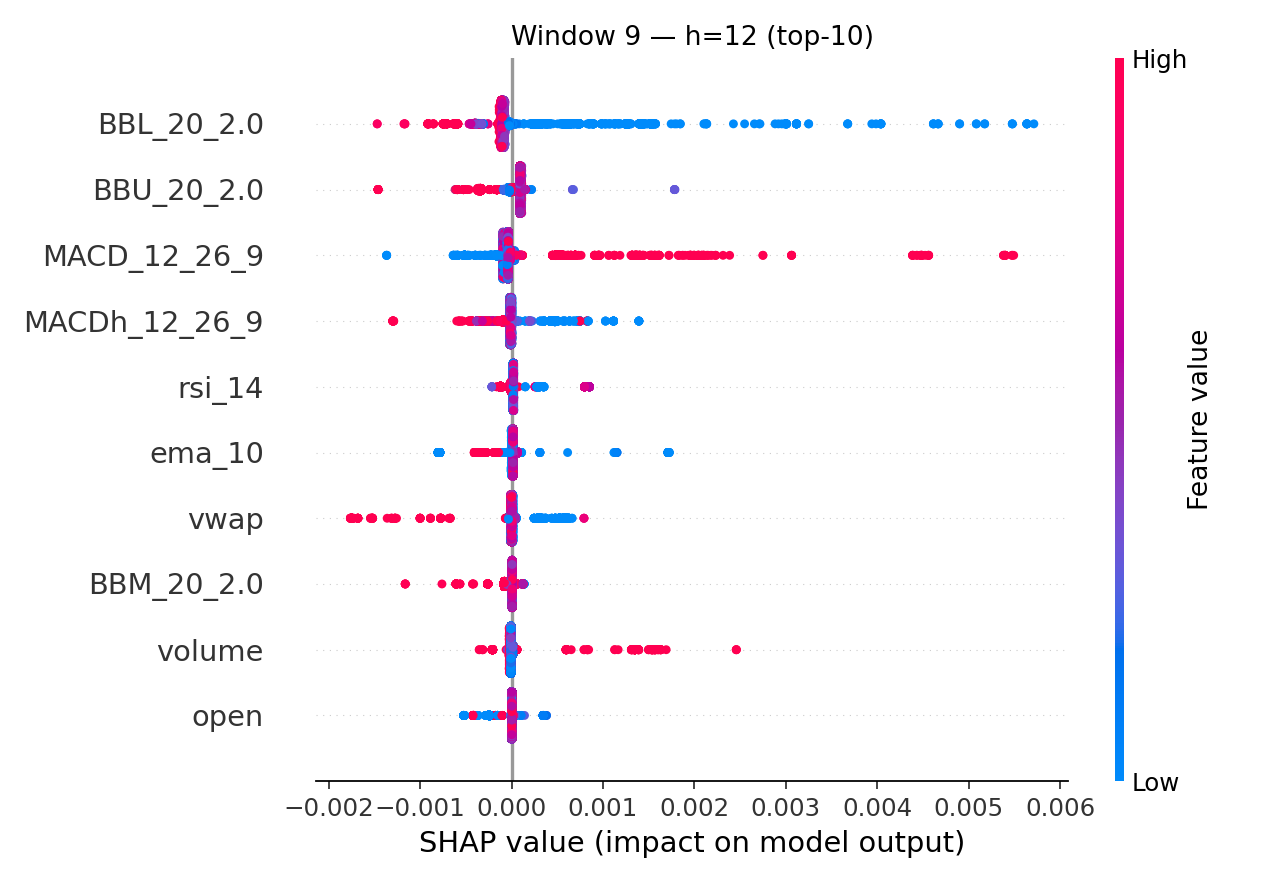 Window 9 — h=12 (top-10)
High
BBL_20_2.0
BBU_20_2.0
MACD_12_26_9
MACDh_12_26_9
rsi_14
ema_10
vwap
BBM_20_2.0
volume
open
Feature value
Low
−0.002 −0.001 0.000 0.001 0.002 0.003 0.004 0.005 0.006
SHAP value (impact on model output)